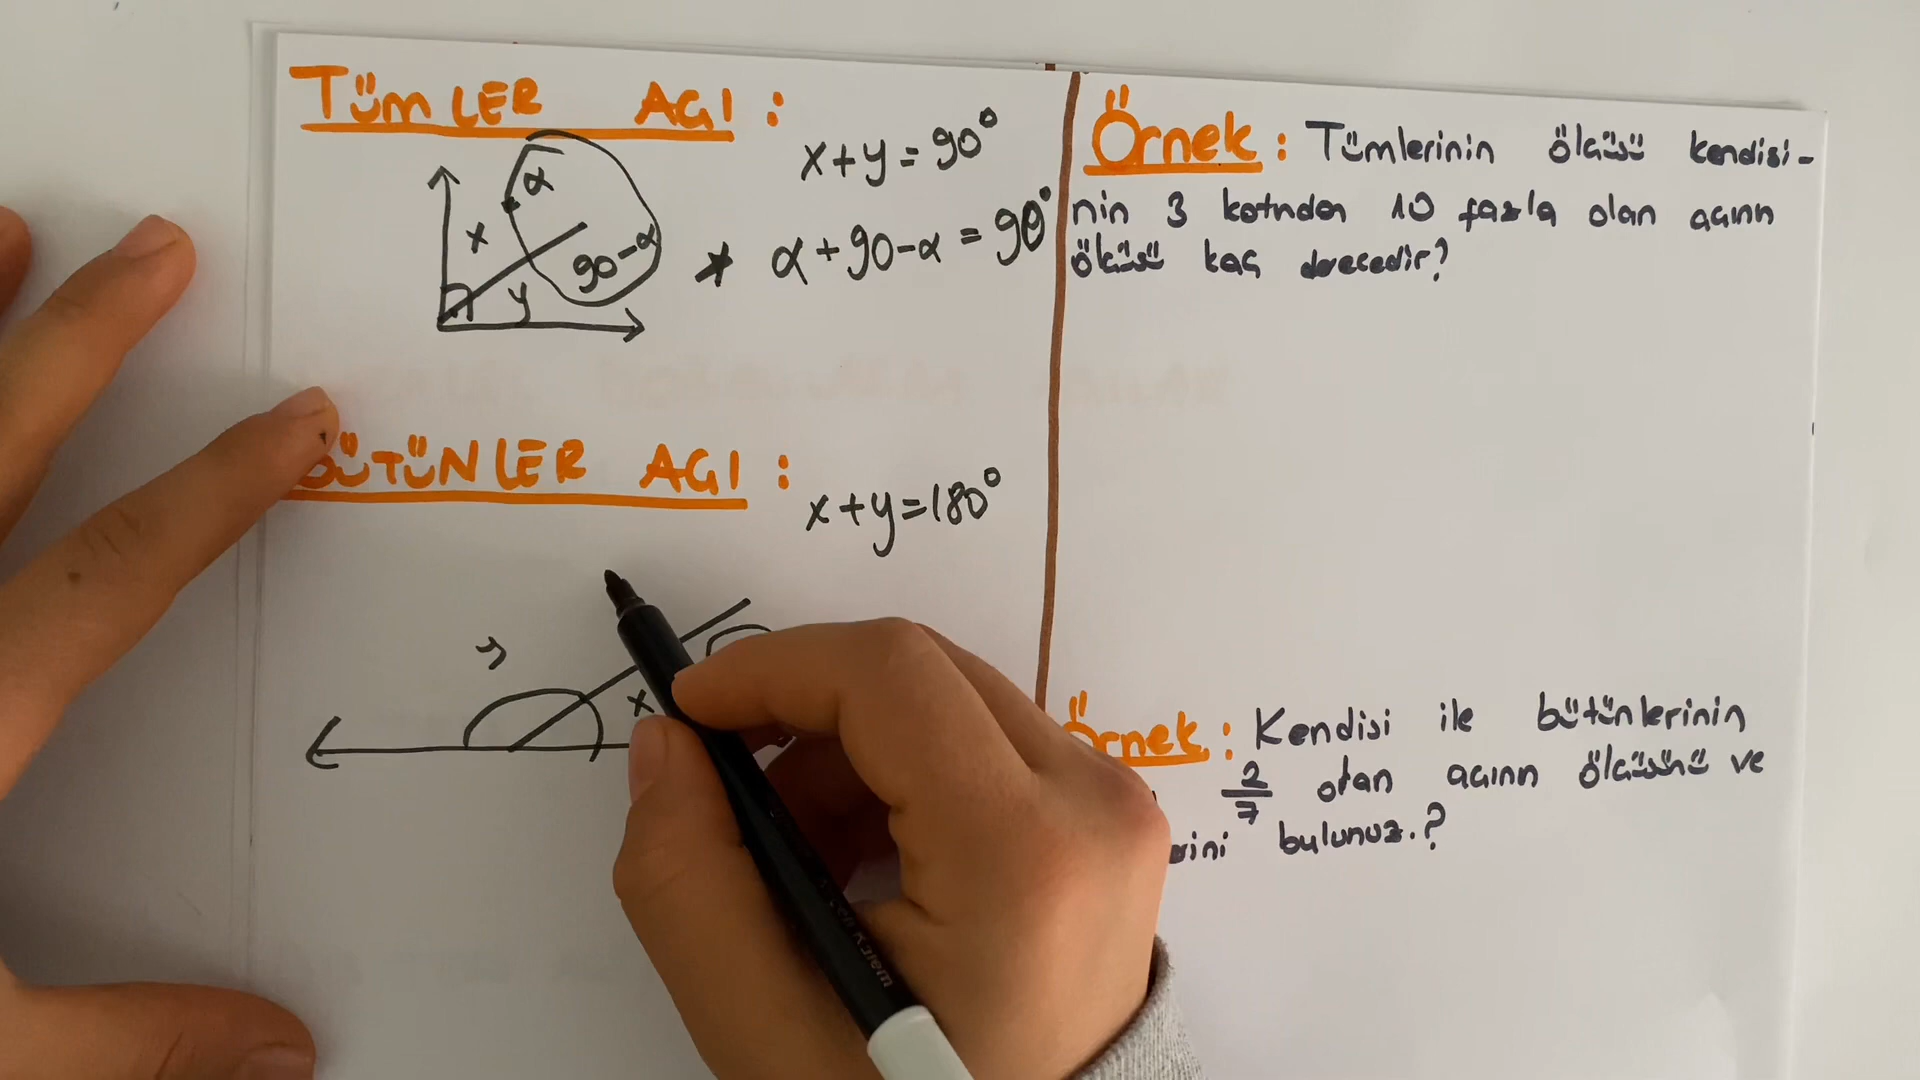 TÜMLER AÇI :
x+y=90°
α
x
90-α
y
* α+90-α=90°
BÜTÜNLER AÇI :
x+y=180°
y
x
Örnek : Tümlerinin ölçüsü kendisi-
nin 3 katından 10 fazla olan açının
ölçüsü kaç derecedir?
Örnek : Kendisi ile bütünlerinin
2/7 olan açının ölçüsünü ve
bulunuz.?